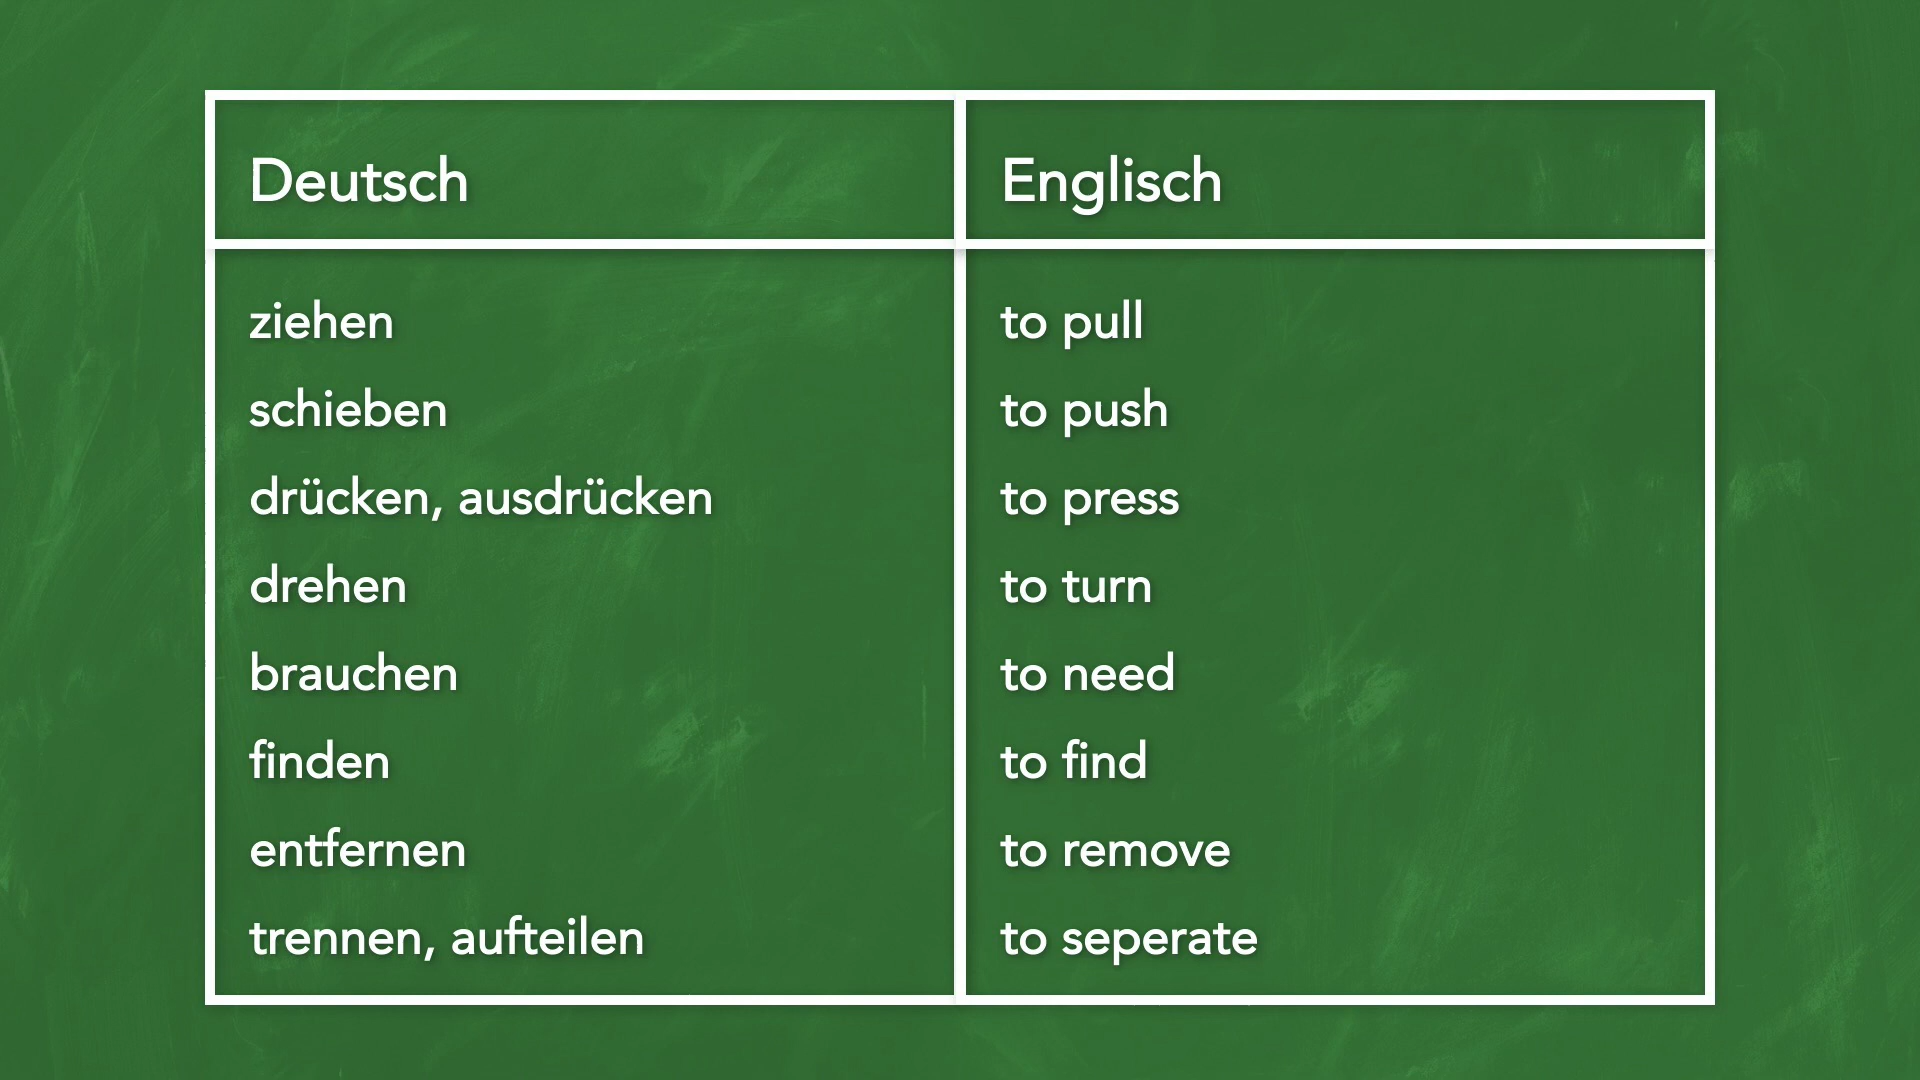 Deutsch Englisch
ziehen to pull
schieben to push
drücken, ausdrücken to press
drehen to turn
brauchen to need
finden to find
entfernen to remove
trennen, aufteilen to seperate